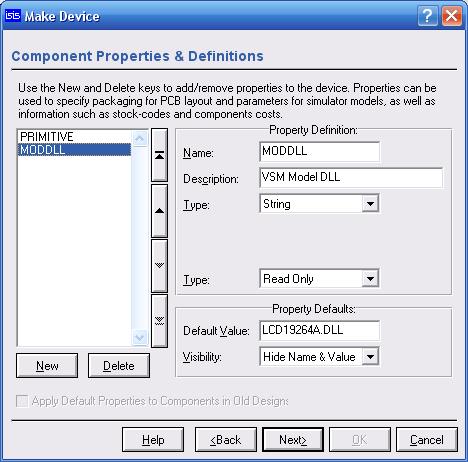 ISIS Make Device
Component Properties & Definitions
Use the New and Delete keys to add/remove properties to the device. Properties can be
used to specify packaging for PCB layout and parameters for simulator models, as well as
information such as stock-codes and components costs.
PRIMITIVE
MODDLL
Property Definition:
Name: MODDLL
Description: VSM Model DLL
Type: String
Type: Read Only
Property Defaults:
Default Value: LCD19264A.DLL
Visibility: Hide Name & Value
New Delete
Apply Default Properties to Components in Old Designs
Help <Back Next> OK Cancel